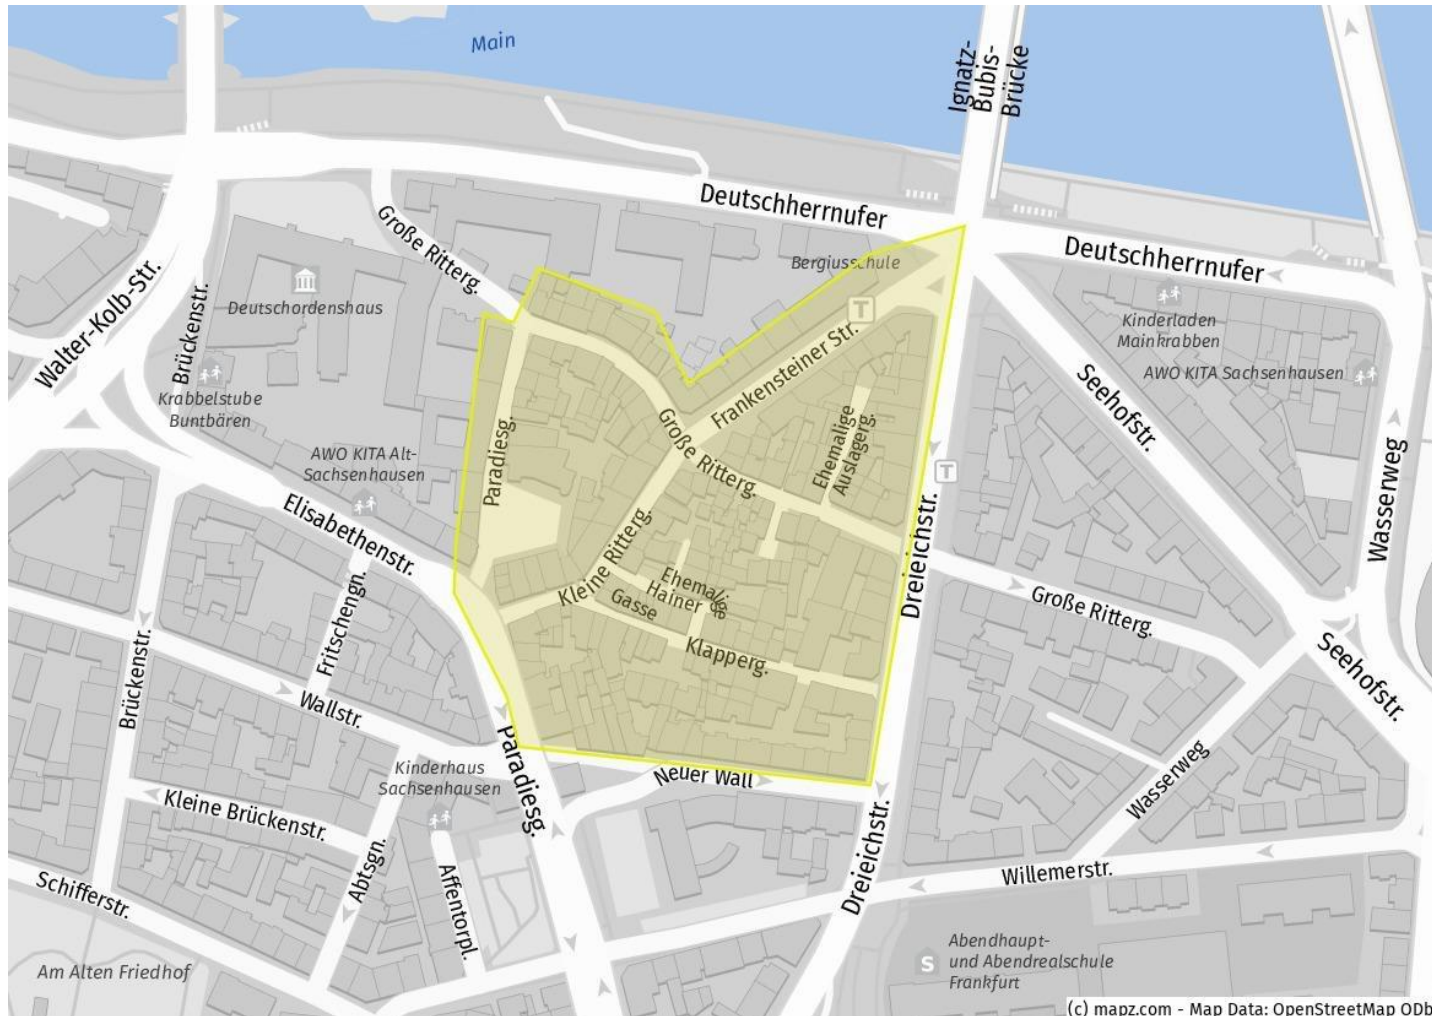 Main
Ignatz-
Bubis-
Brücke
Deutschherrnufer
Deutschherrnufer
Große Ritterg.
Bergiusschule
Walter-Kolb-Str.
Brückenstr.
Deutschordenshaus
T
Kinderladen
Mainkrabben
AWO KITA Sachsenhausen
Krabbelstube
Buntbären
Frankensteiner Str.
Seehofstr.
Wasserweg
Paradiesg.
Große Ritterg.
Ehemalige
Auslagerg.
AWO KITA Alt-
Sachsenhausen
T
Elisabethenstr.
Dreieichstr.
Kleine Ritterg.
Ehemalige
Hainer
Gasse
Klapperg.
Große Ritterg.
Seehofstr.
Fritschengn.
Brückenstr.
Wallstr.
Paradiesg.
Neuer Wall
Wasserweg
Kinderhaus
Sachsenhausen
Kleine Brückenstr.
Abtsgn.
Affentorpl.
Dreieichstr.
Willemerstr.
Schifferstr.
Am Alten Friedhof
S
Abendhaupt-
und Abendrealschule
Frankfurt
(c) mapz.com - Map Data: OpenStreetMap ODb